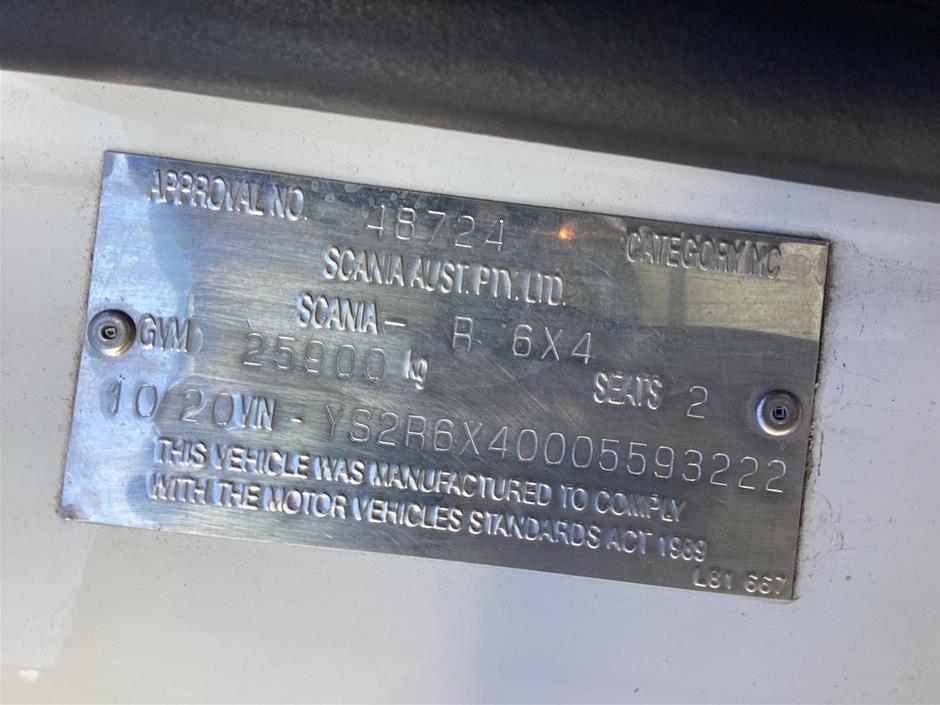 APPROVAL NO. 48724 CATEGORY MC
SCANIA AUST. PTY. LTD.
SCANIA - R 6X4
GVM 25900 kg SEATS 2
10 20 VIN - YS2R6X40005593222
THIS VEHICLE WAS MANUFACTURED TO COMPLY
WITH THE MOTOR VEHICLES STANDARDS ACT 1989
L81 667